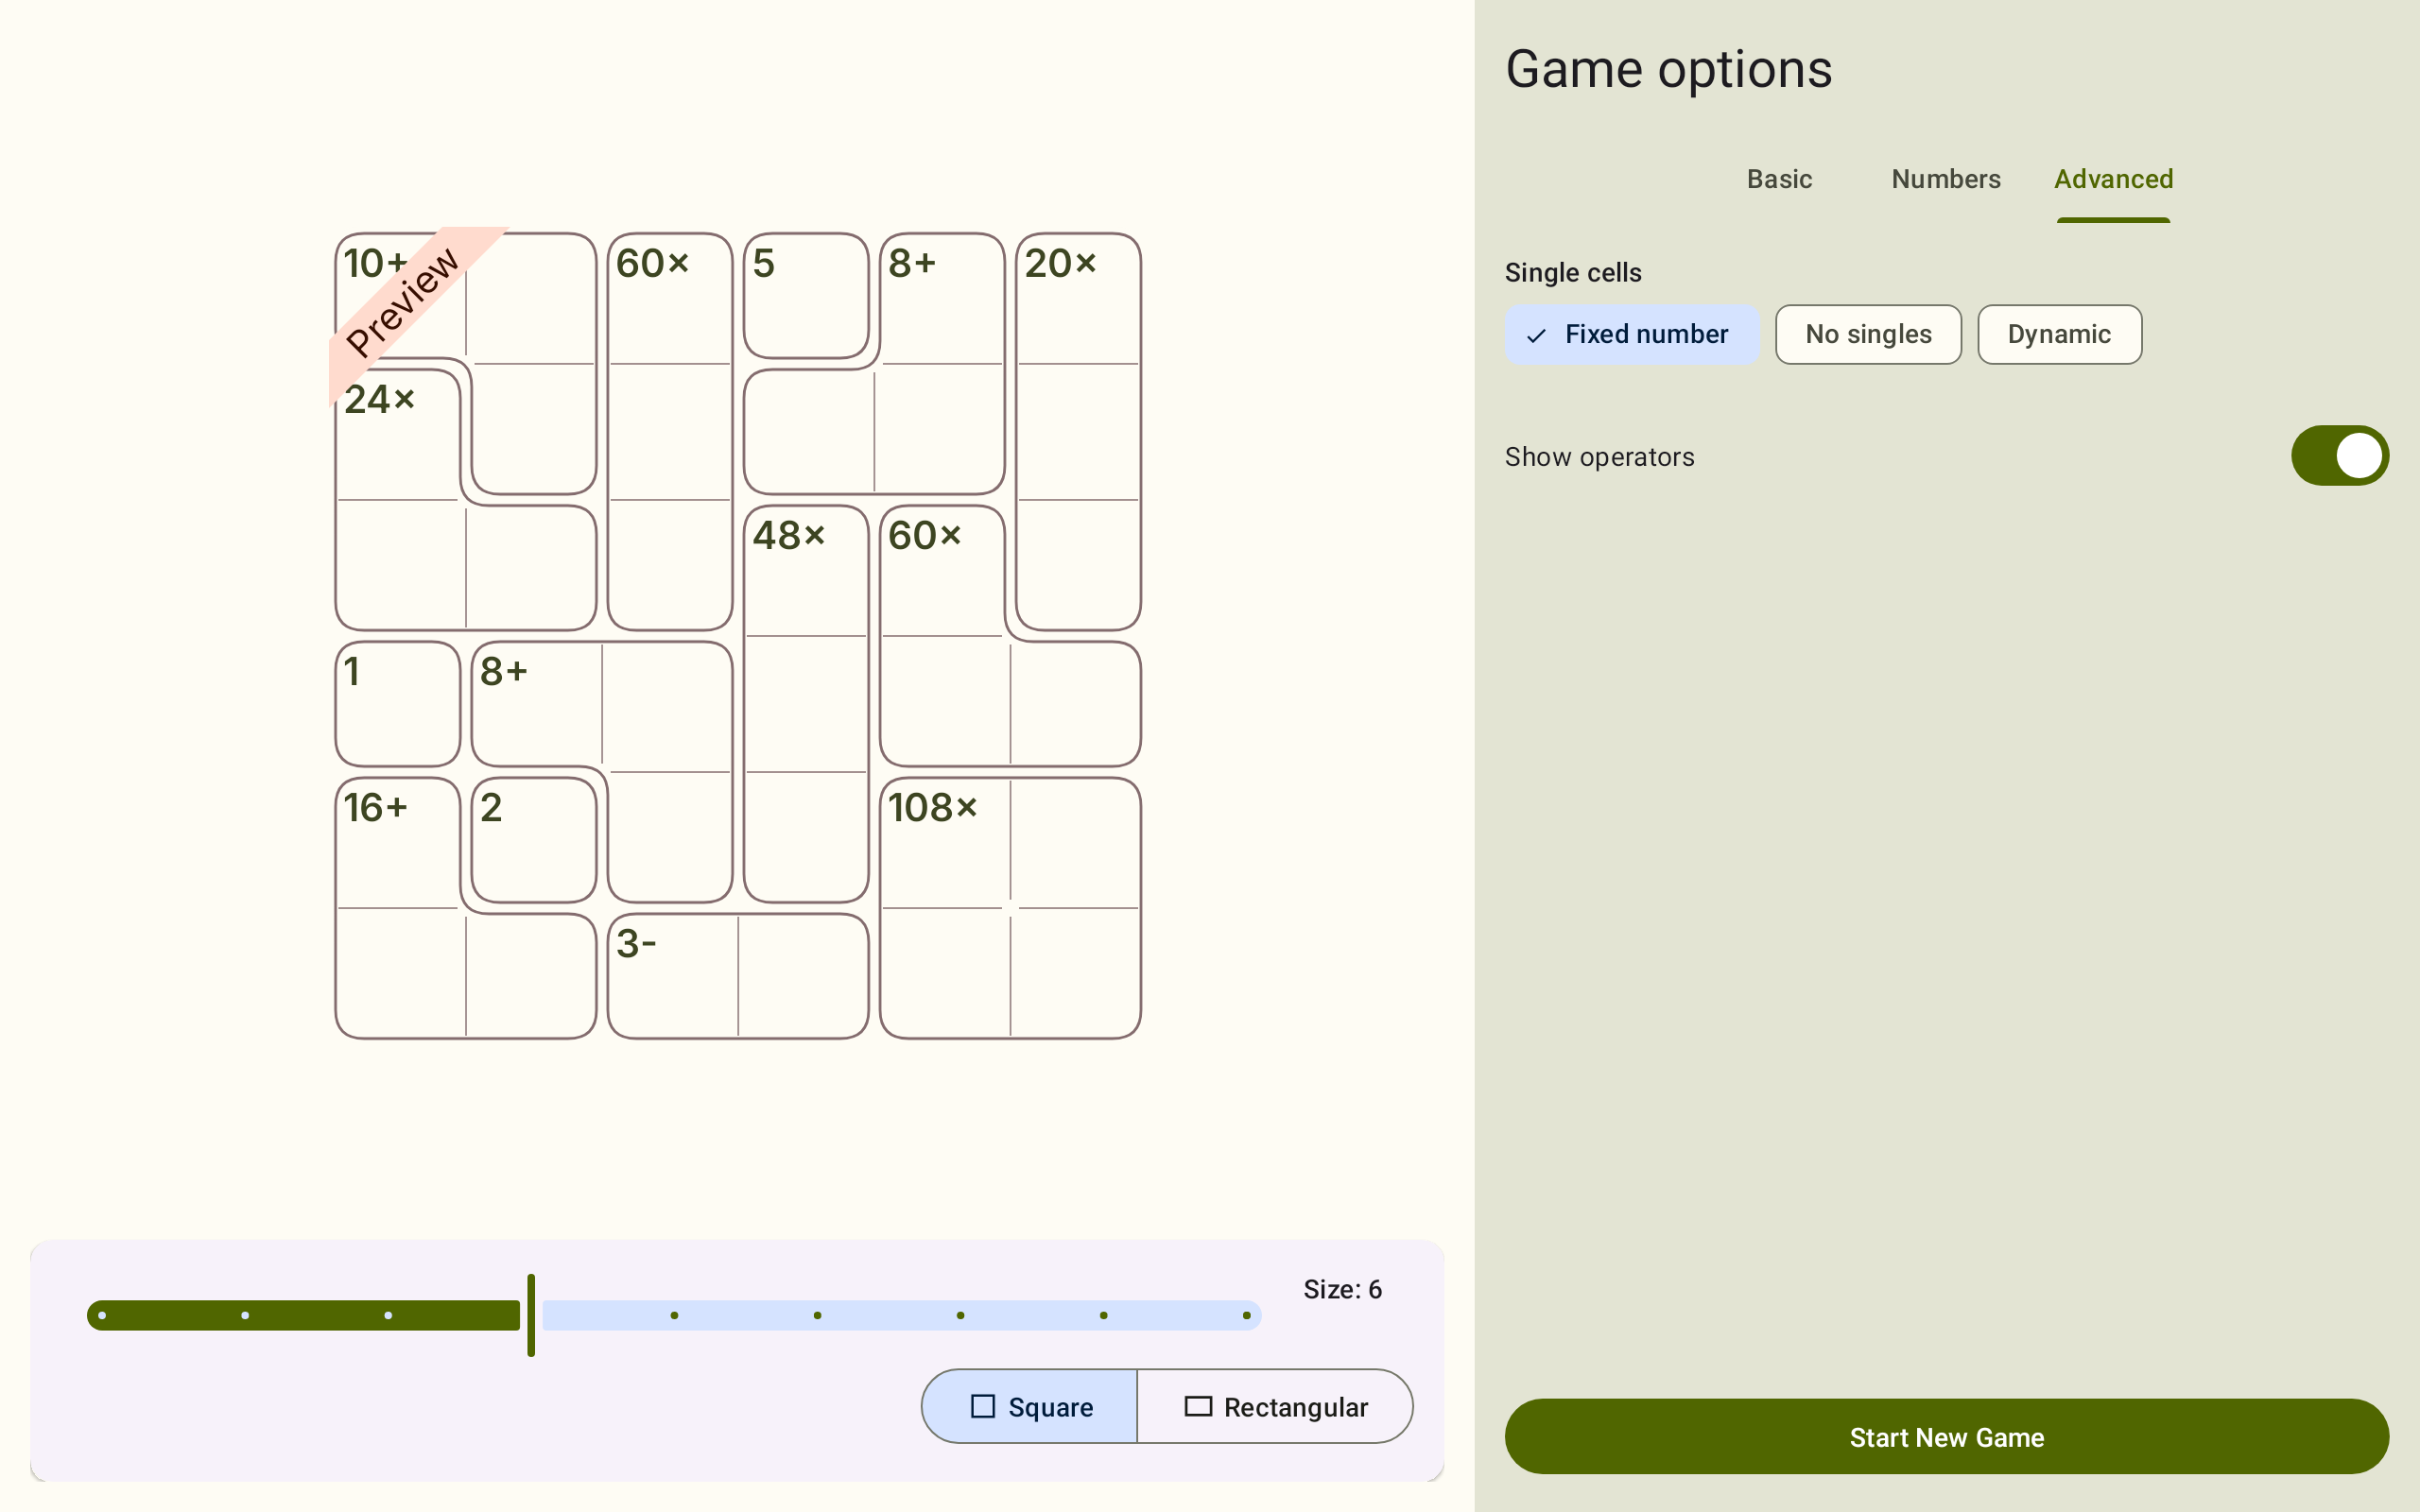 Game options
Basic Numbers Advanced
Single cells
Fixed number No singles Dynamic
Show operators
Start New Game
Preview
10+ 60× 5 8+ 20×
24×
48× 60×
1 8+
16+ 2 108×
3-
Size: 6
Square Rectangular